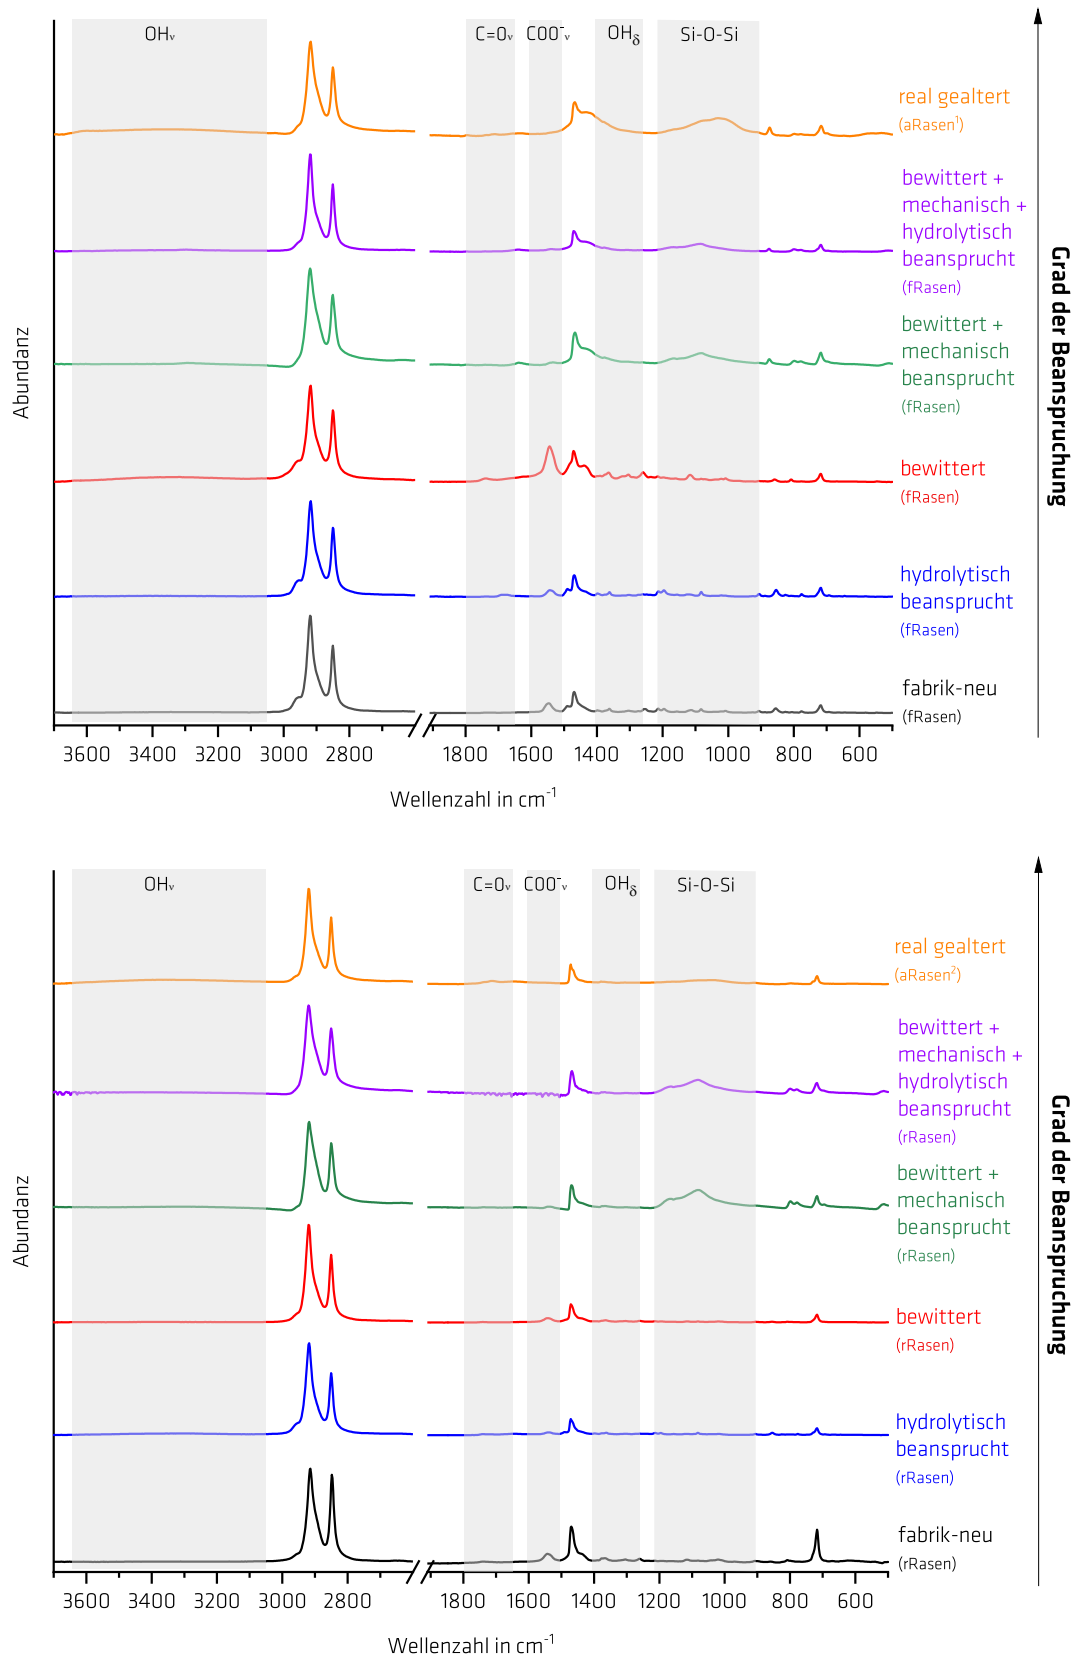 OHν
C=Oν
COO⁻ν
OHδ
Si-O-Si
real gealtert
(aRasen¹)
bewittert +
mechanisch +
hydrolytisch
beansprucht
(fRasen)
bewittert +
mechanisch
beansprucht
(fRasen)
bewittert
(fRasen)
hydrolytisch
beansprucht
(fRasen)
fabrik-neu
(fRasen)
Abundanz
Grad der Beanspruchung
3600 3400 3200 3000 2800 1800 1600 1400 1200 1000 800 600
Wellenzahl in cm⁻¹
OHν
C=Oν
COO⁻ν
OHδ
Si-O-Si
real gealtert
(aRasen²)
bewittert +
mechanisch +
hydrolytisch
beansprucht
(rRasen)
bewittert +
mechanisch
beansprucht
(rRasen)
bewittert
(rRasen)
hydrolytisch
beansprucht
(rRasen)
fabrik-neu
(rRasen)
Abundanz
Grad der Beanspruchung
3600 3400 3200 3000 2800 1800 1600 1400 1200 1000 800 600
Wellenzahl in cm⁻¹